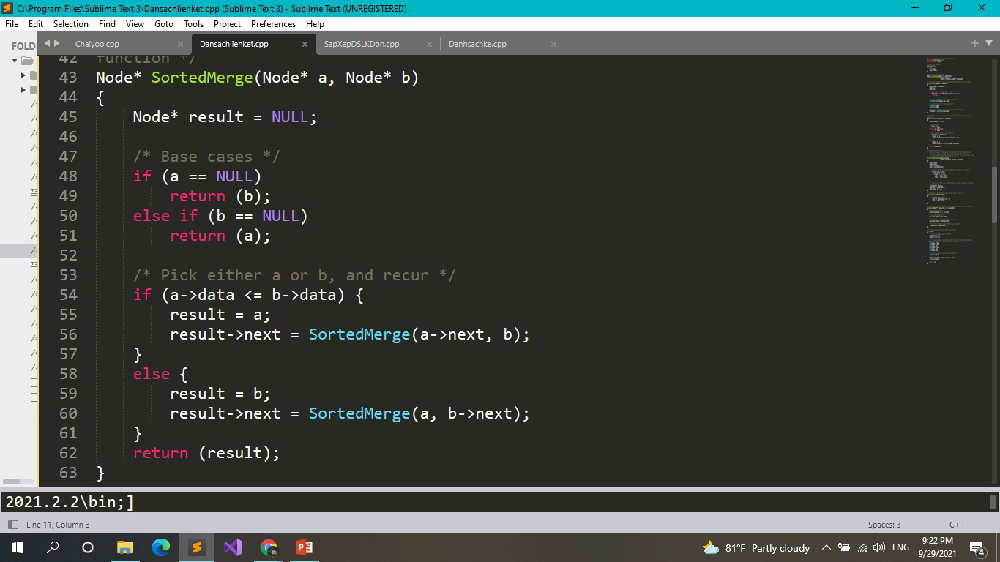 C:\Program Files\Sublime Text 3\Dansachlienket.cpp (Sublime Text 3) - Sublime Text (UNREGISTERED)
File Edit Selection Find View Goto Tools Project Preferences Help
FOLD
Chaiyoo.cpp × Dansachlienket.cpp × SapXepDSLKDon.cpp × Danhsachke.cpp ×
42 function */
43 Node* SortedMerge(Node* a, Node* b)
44 {
45 Node* result = NULL;
46
47 /* Base cases */
48 if (a == NULL)
49 return (b);
50 else if (b == NULL)
51 return (a);
52
53 /* Pick either a or b, and recur */
54 if (a->data <= b->data) {
55 result = a;
56 result->next = SortedMerge(a->next, b);
57 }
58 else {
59 result = b;
60 result->next = SortedMerge(a, b->next);
61 }
62 return (result);
63 }
2021.2.2\bin;]
Line 11, Column 3 Spaces: 3 C++
81°F Partly cloudy ENG 9:22 PM
9/29/2021 4